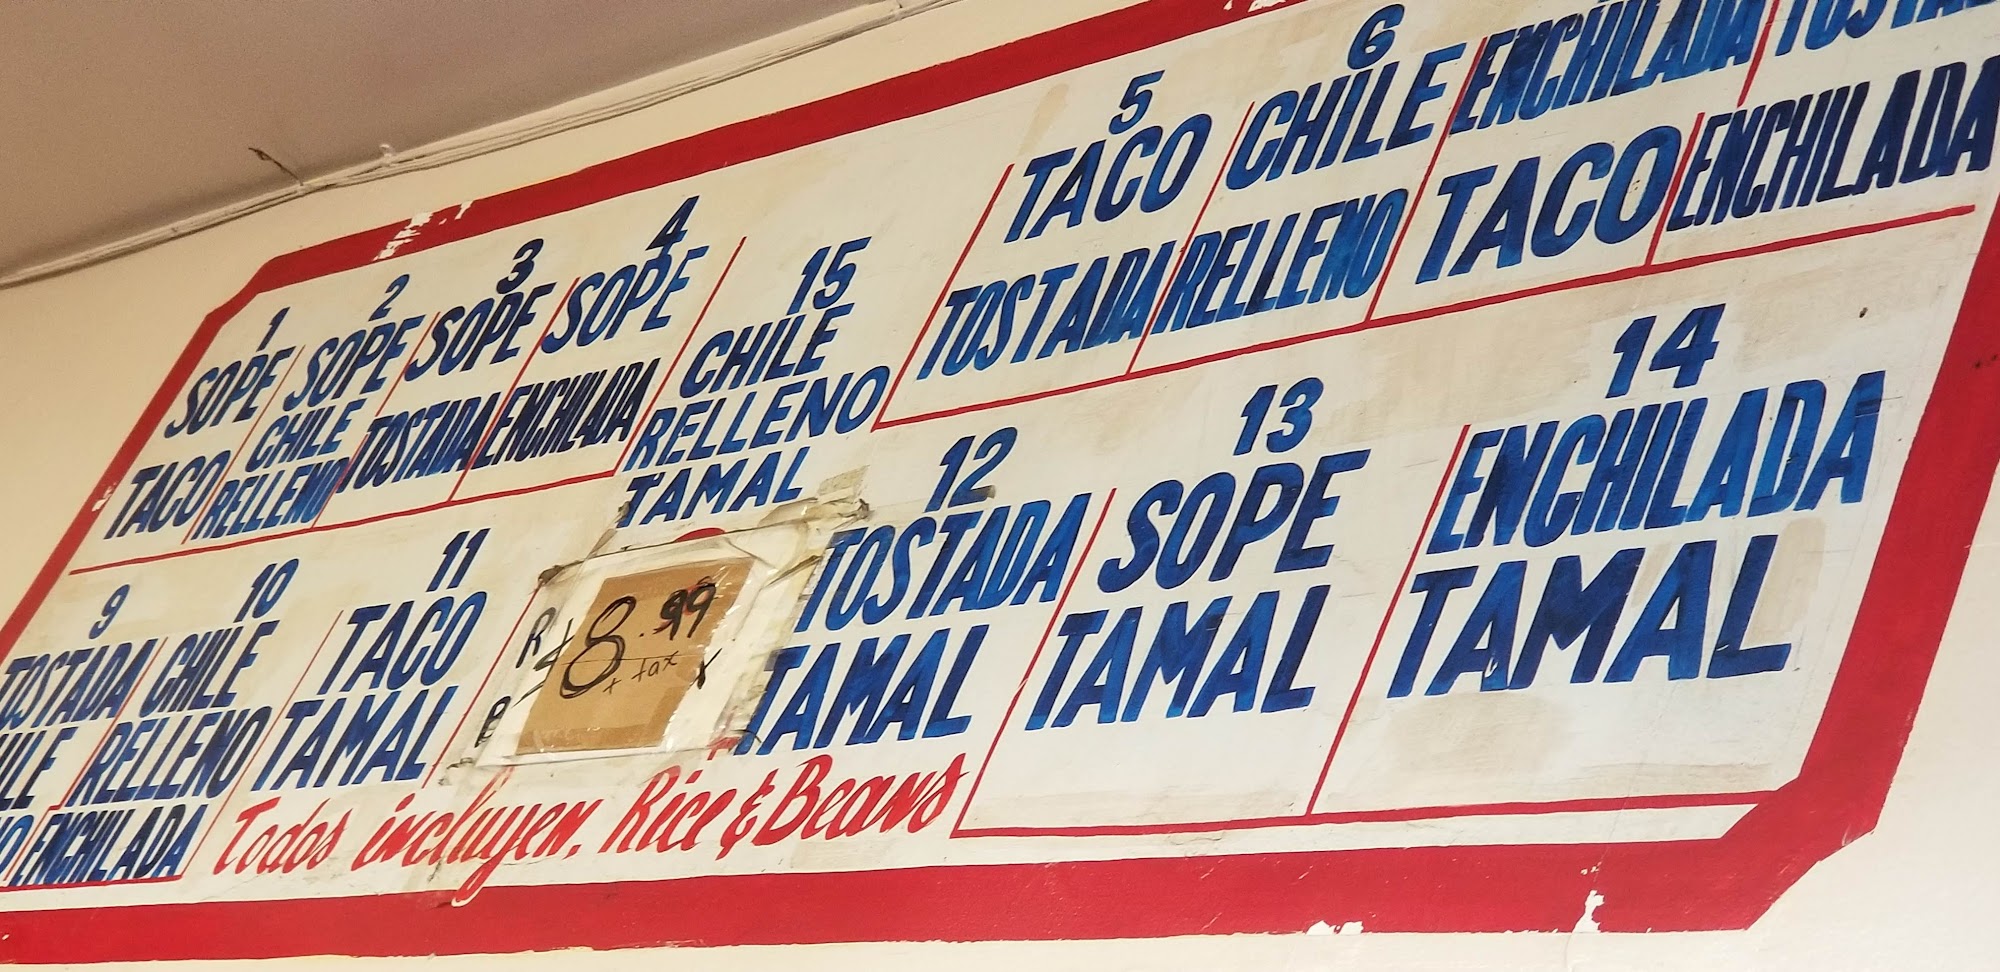 1
SOPE
TACO
2
SOPE
CHILE
RELLENO
3
SOPE
TOSTADA
4
SOPE
ENCHILADA
15
CHILE
RELLENO
TAMAL
5
TACO
TOSTADA
6
CHILE
RELLENO
ENCHILADA
TACO
ENCHILADA
9
TOSTADA
10
CHILE
RELLENO
ENCHILADA
11
TACO
TAMAL
8.99
+ tax
12
TOSTADA
TAMAL
13
SOPE
TAMAL
14
ENCHILADA
TAMAL
Todos incluyen. Rice & Beans